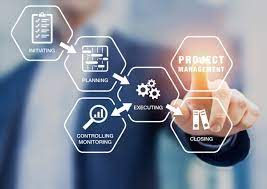 INITIATING
PROJECT
MANAGEMENT
PLANNING
EXECUTING
CONTROLLING
MONITORING
CLOSING